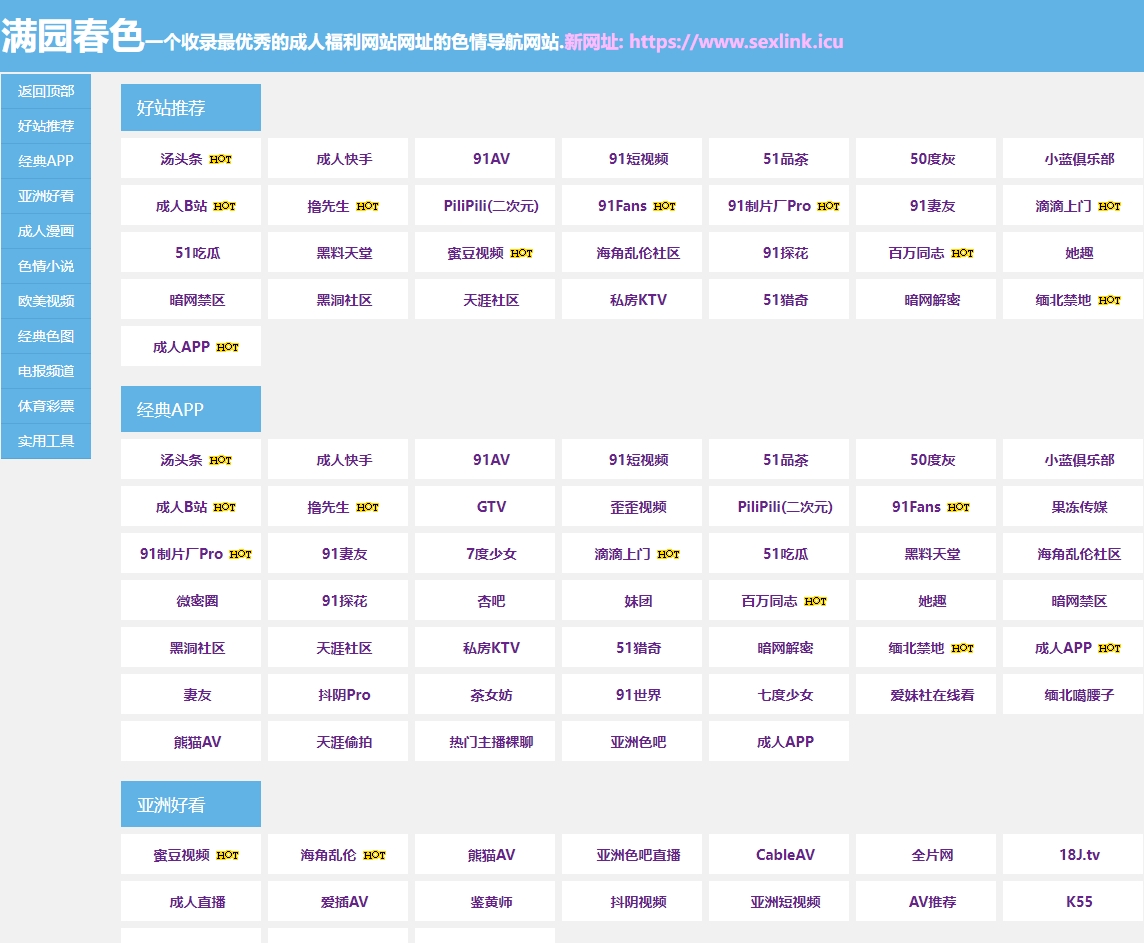 满园春色一个收录最优秀的成人福利网站网址的色情导航网站.新网址: https://www.sexlink.icu
返回顶部
好站推荐
经典APP
亚洲好看
成人漫画
色情小说
欧美视频
经典色图
电报频道
体育彩票
实用工具
好站推荐
汤头条 HOT 成人快手 91AV 91短视频 51品茶 50度灰 小蓝俱乐部
成人B站 HOT 撸先生 HOT PiliPili(二次元) 91Fans HOT 91制片厂Pro HOT 91妻友 滴滴上门 HOT
51吃瓜 黑料天堂 蜜豆视频 HOT 海角乱伦社区 91探花 百万同志 HOT 她趣
暗网禁区 黑洞社区 天涯社区 私房KTV 51猎奇 暗网解密 缅北禁地 HOT
成人APP HOT
经典APP
汤头条 HOT 成人快手 91AV 91短视频 51品茶 50度灰 小蓝俱乐部
成人B站 HOT 撸先生 HOT GTV 歪歪视频 PiliPili(二次元) 91Fans HOT 果冻传媒
91制片厂Pro HOT 91妻友 7度少女 滴滴上门 HOT 51吃瓜 黑料天堂 海角乱伦社区
微密圈 91探花 杏吧 妹团 百万同志 HOT 她趣 暗网禁区
黑洞社区 天涯社区 私房KTV 51猎奇 暗网解密 缅北禁地 HOT 成人APP HOT
妻友 抖阴Pro 茶女妨 91世界 七度少女 爱妹社在线看 缅北噶腰子
熊猫AV 天涯偷拍 热门主播裸聊 亚洲色吧 成人APP
亚洲好看
蜜豆视频 HOT 海角乱伦 HOT 熊猫AV 亚洲色吧直播 CableAV 全片网 18J.tv
成人直播 爱插AV 鉴黄师 抖阴视频 亚洲短视频 AV推荐 K55